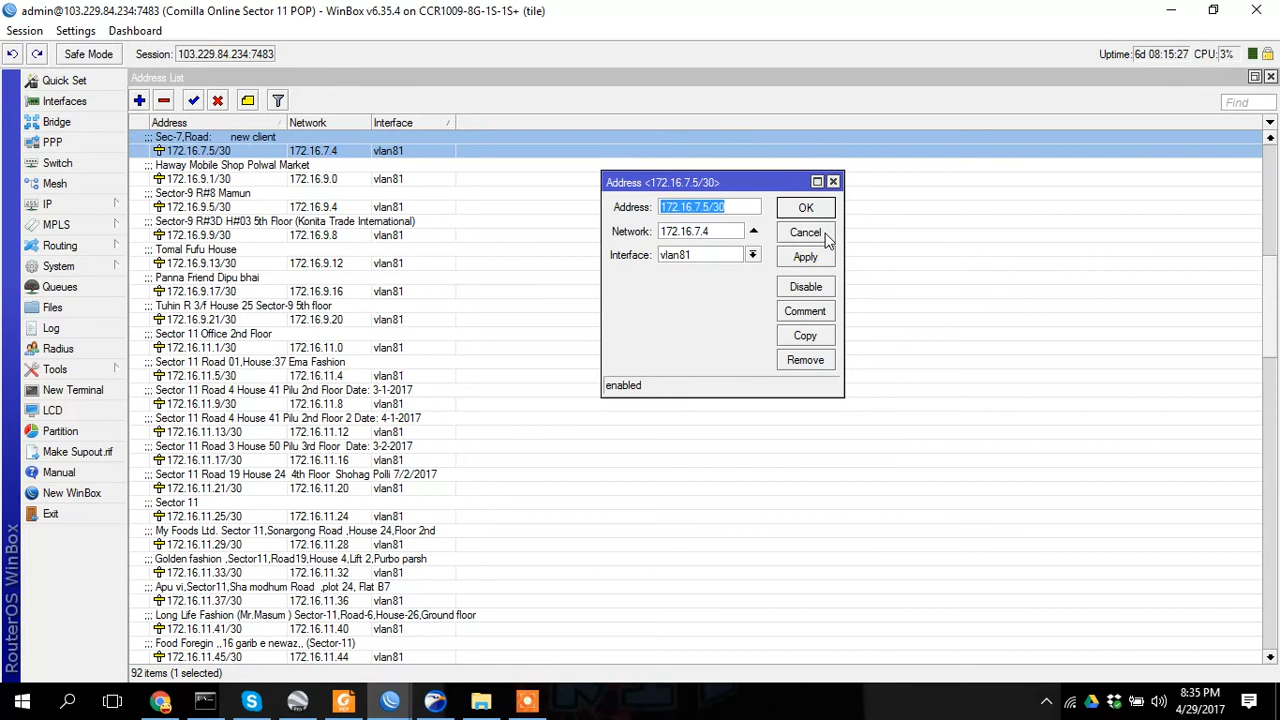 admin@103.229.84.234:7483 (Comilla Online Sector 11 POP) - WinBox v6.35.4 on CCR1009-8G-1S-1S+ (tile)
Session Settings Dashboard
Safe Mode Session: 103.229.84.234:7483 Uptime: 6d 08:15:27 CPU: 3%
Quick Set
Interfaces
Bridge
PPP
Switch
Mesh
IP
MPLS
Routing
System
Queues
Files
Log
Radius
Tools
New Terminal
LCD
Partition
Make Supout.rif
Manual
New WinBox
Exit
RouterOS WinBox
Address List
Find
Address Network Interface
::: Sec-7,Road: new client
172.16.7.5/30 172.16.7.4 vlan81
::: Haway Mobile Shop Polwal Market
172.16.9.1/30 172.16.9.0 vlan81
::: Sector-9 R#8 Mamun
172.16.9.5/30 172.16.9.4 vlan81
::: Sector-9 R#3D H#03 5th Floor (Konita Trade International)
172.16.9.9/30 172.16.9.8 vlan81
::: Tomal Fufu House
172.16.9.13/30 172.16.9.12 vlan81
::: Panna Friend Dipu bhai
172.16.9.17/30 172.16.9.16 vlan81
::: Tuhin R 3/f House 25 Sector-9 5th floor
172.16.9.21/30 172.16.9.20 vlan81
::: Sector 11 Office 2nd Floor
172.16.11.1/30 172.16.11.0 vlan81
::: Sector 11 Road 01,House:37 Ema Fashion
172.16.11.5/30 172.16.11.4 vlan81
::: Sector 11 Road 4 House 41 Pilu 2nd Floor Date: 3-1-2017
172.16.11.9/30 172.16.11.8 vlan81
::: Sector 11 Road 4 House 41 Pilu 2nd Floor 2 Date: 4-1-2017
172.16.11.13/30 172.16.11.12 vlan81
::: Sector 11 Road 3 House 50 Pilu 3rd Floor Date: 3-2-2017
172.16.11.17/30 172.16.11.16 vlan81
::: Sector 11 Road 19 House 24 4th Floor Shohag Polli 7/2/2017
172.16.11.21/30 172.16.11.20 vlan81
::: Sector 11
172.16.11.25/30 172.16.11.24 vlan81
::: My Foods Ltd. Sector 11,Sonargong Road ,House 24,Floor 2nd
172.16.11.29/30 172.16.11.28 vlan81
::: Golden fashion ,Sector11,Road19,House 4,Lift 2,Purbo parsh
172.16.11.33/30 172.16.11.32 vlan81
::: Apu vi,Sector11,Sha modhum Road ,plot 24, Flat B7
172.16.11.37/30 172.16.11.36 vlan81
::: Long Life Fashion (Mr.Masum ) Sector-11,Road-6,House-26,Ground floor
172.16.11.41/30 172.16.11.40 vlan81
::: Food Foregin ,,16 garib e newaz,, (Sector-11)
172.16.11.45/30 172.16.11.44 vlan81
92 items (1 selected)
Address <172.16.7.5/30>
Address: 172.16.7.5/30 OK
Network: 172.16.7.4 Cancel
Interface: vlan81 Apply
Disable
Comment
Copy
Remove
enabled
8:35 PM
4/29/2017